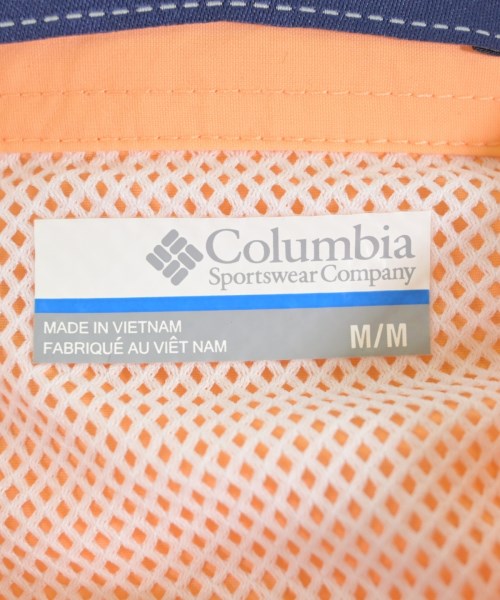 Columbia
Sportswear Company
MADE IN VIETNAM
FABRIQUÉ AU VIÊT NAM
M/M